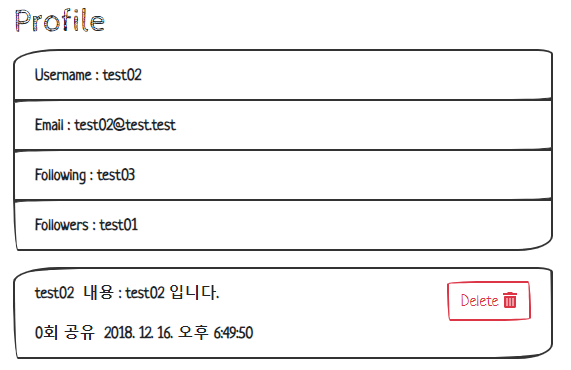 Profile
Username : test02
Email : test02@test.test
Following : test03
Followers : test01
test02 내용 : test02 입니다.
Delete
0회 공유 2018. 12. 16. 오후 6:49:50